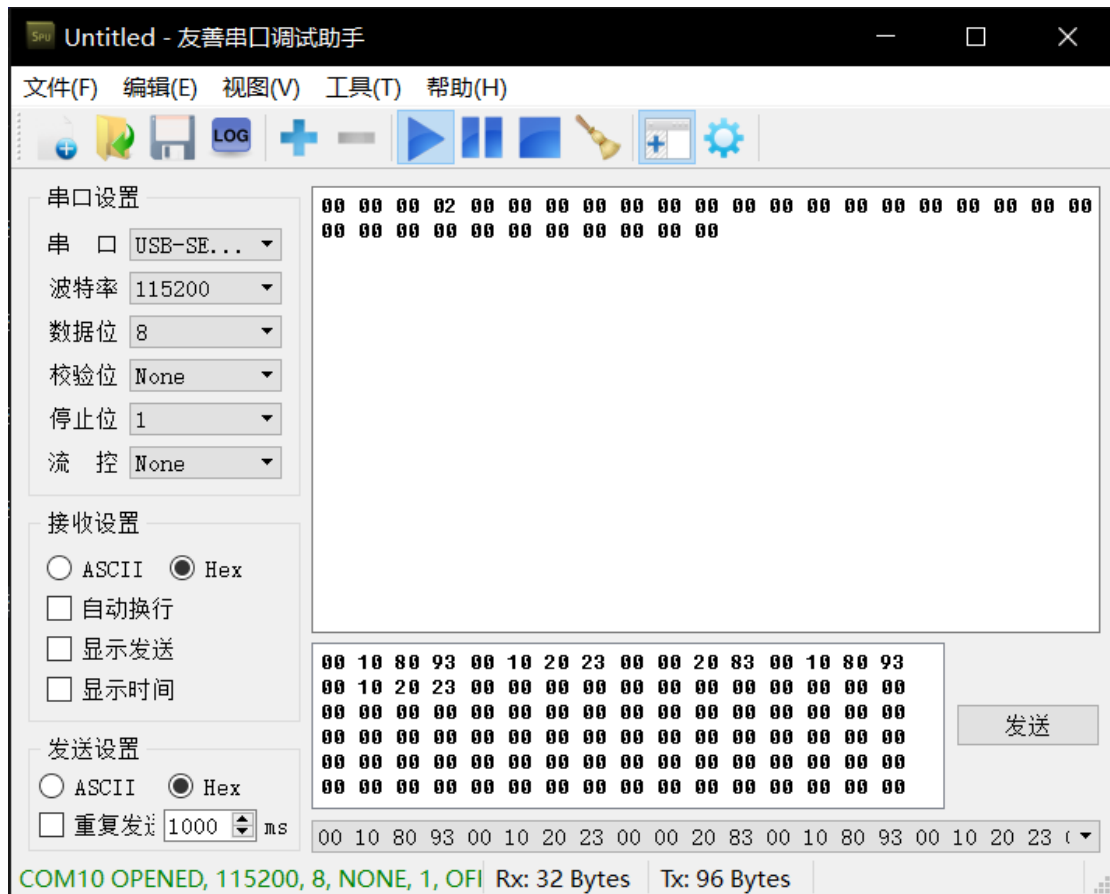 SPU Untitled - 友善串口调试助手
文件(F) 编辑(E) 视图(V) 工具(T) 帮助(H)
LOG
串口设置
串 口 USB-SE...
波特率 115200
数据位 8
校验位 None
停止位 1
流 控 None
接收设置
ASCII Hex
自动换行
显示发送
显示时间
发送设置
ASCII Hex
重复发送 1000 ms
00 00 00 02 00 00 00 00 00 00 00 00 00 00 00 00 00 00 00 00 00
00 00 00 00 00 00 00 00 00 00 00
00 10 80 93 00 10 20 23 00 00 20 83 00 10 80 93
00 10 20 23 00 00 00 00 00 00 00 00 00 00 00 00
00 00 00 00 00 00 00 00 00 00 00 00 00 00 00 00
00 00 00 00 00 00 00 00 00 00 00 00 00 00 00 00
00 00 00 00 00 00 00 00 00 00 00 00 00 00 00 00
00 00 00 00 00 00 00 00 00 00 00 00 00 00 00 00
发送
00 10 80 93 00 10 20 23 00 00 20 83 00 10 80 93 00 10 20 23
COM10 OPENED, 115200, 8, NONE, 1, OFF Rx: 32 Bytes Tx: 96 Bytes